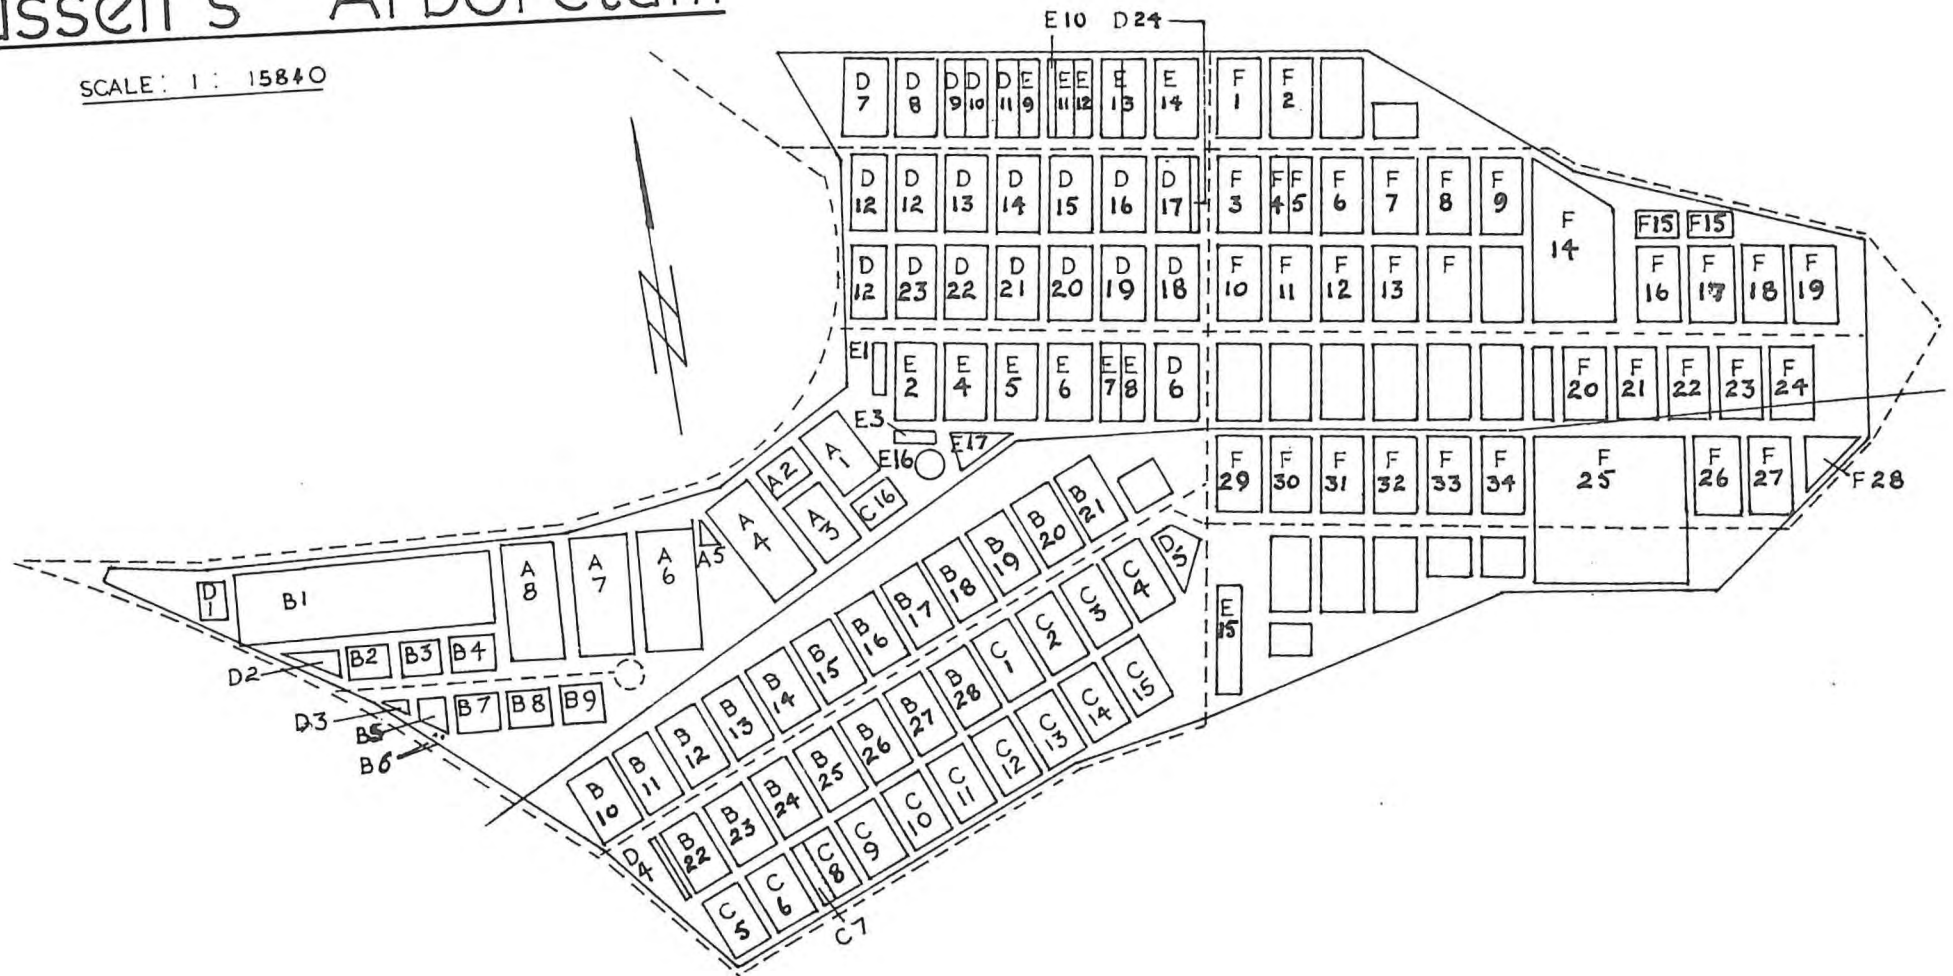 Arboretum
SCALE: 1: 15840
E10 D24
D 7 D 8 D 9 D 10 D 11 E 9 E 11 E 12 E 13 E 14 F 1 F 2
D 12 D 12 D 13 D 14 D 15 D 16 D 17 F 3 F 4 F 5 F 6 F 7 F 8 F 9 F 14 F15 F15
D 12 D 23 D 22 D 21 D 20 D 19 D 18 F 10 F 11 F 12 F 13 F F 16 F 17 F 18 F 19
E1 E 2 E 4 E 5 E 6 E 7 E 8 D 6 F 20 F 21 F 22 F 23 F 24
E3 E17 E16
A 1 A 2 A 3 C16 A 4 A5 A 6 A 7 A 8
F 29 F 30 F 31 F 32 F 33 F 34 F 25 F 26 F 27 F28
D 1 B1
D2 B2 B3 B4
D3 B5 B7 B8 B9
B6
B 10 B 11 B 12 B 13 B 14 B 15 B 16 B 17 B 18 B 19 B 20 B 21
D4 B 22 B 23 B 24 B 25 B 26 B 27 B 28 C 1 C 2 C 3 C 4 D5
C 5 C 6 C7 C 8 C 9 C 10 C 11 C 12 C 13 C 14 C 15
E 15